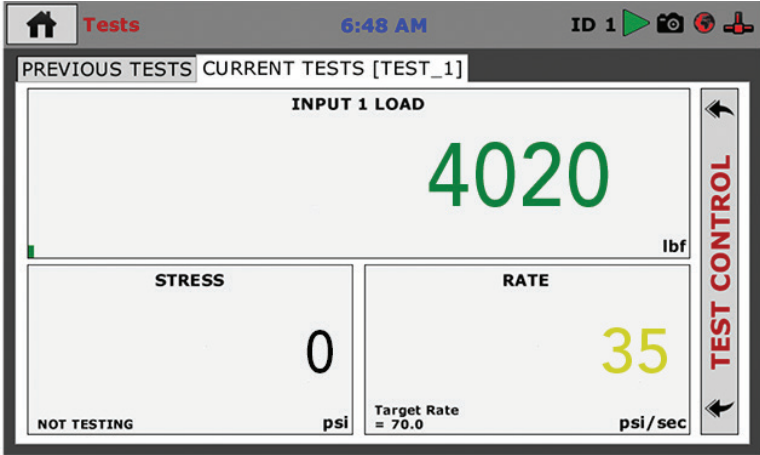 Tests 6:48 AM ID 1
PREVIOUS TESTS CURRENT TESTS [TEST_1]
INPUT 1 LOAD
4020
lbf
STRESS
0
NOT TESTING psi
RATE
35
Target Rate
= 70.0 psi/sec
TEST CONTROL